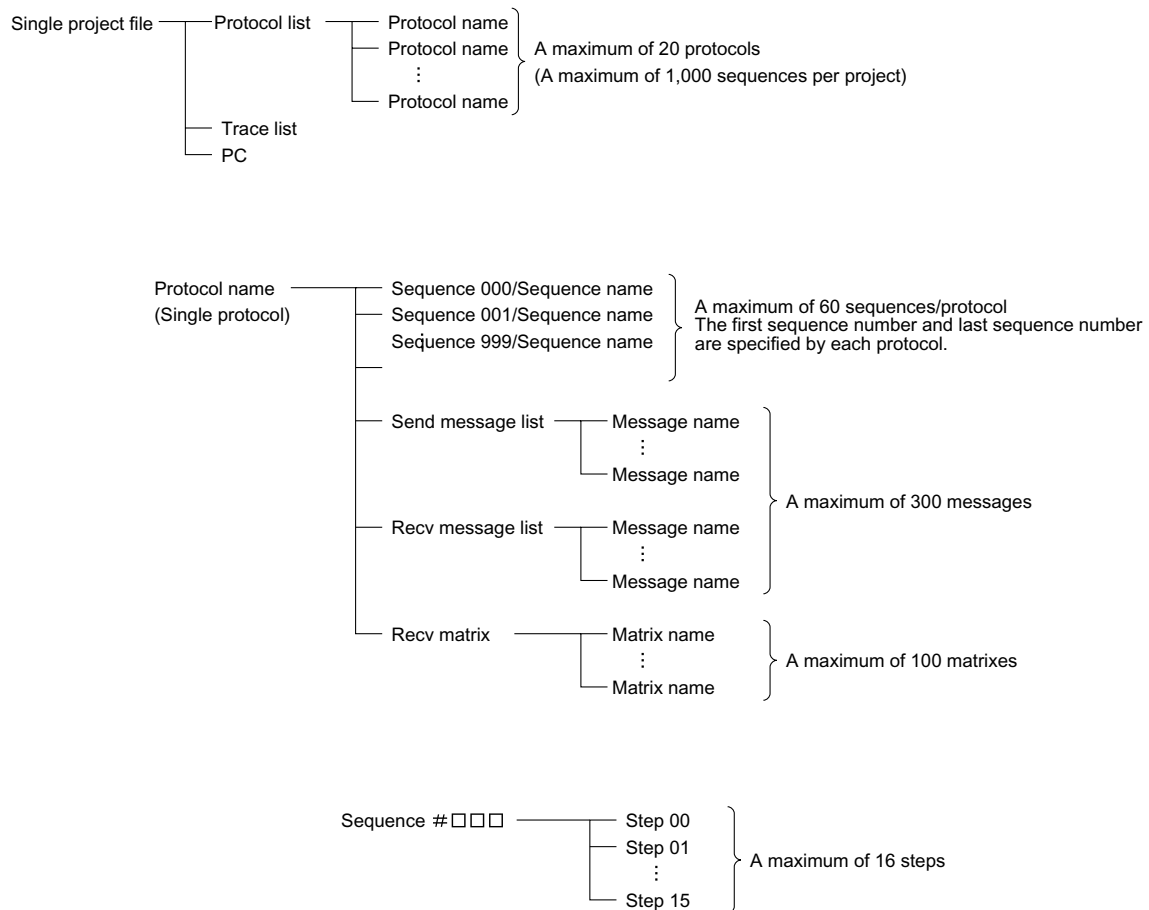 Single project file Protocol list Protocol name
Protocol name A maximum of 20 protocols
⋮ (A maximum of 1,000 sequences per project)
Protocol name
Trace list
PC
Protocol name Sequence 000/Sequence name
(Single protocol) Sequence 001/Sequence name
Sequence 999/Sequence name
A maximum of 60 sequences/protocol
The first sequence number and last sequence number
are specified by each protocol.
Send message list Message name
⋮
Message name
A maximum of 300 messages
Recv message list Message name
⋮
Message name
Recv matrix Matrix name
⋮ A maximum of 100 matrixes
Matrix name
Sequence #□□□ Step 00
Step 01
⋮ A maximum of 16 steps
Step 15